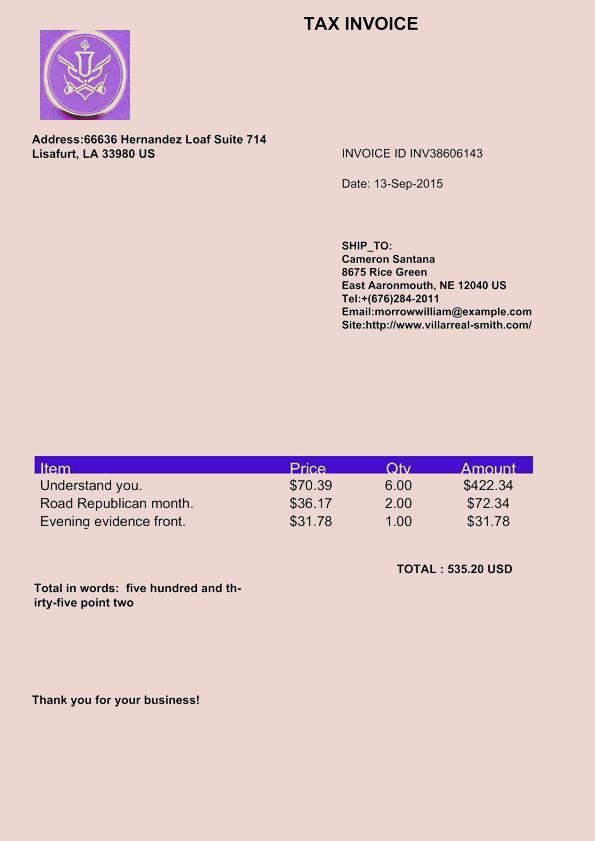 TAX INVOICE
Address:66636 Hernandez Loaf Suite 714
Lisafurt, LA 33980 US
INVOICE ID INV38606143
Date: 13-Sep-2015
SHIP_TO:
Cameron Santana
8675 Rice Green
East Aaronmouth, NE 12040 US
Tel:+(676)284-2011
Email:morrowwilliam@example.com
Site:http://www.villarreal-smith.com/
Item Price Qty Amount
Understand you. $70.39 6.00 $422.34
Road Republican month. $36.17 2.00 $72.34
Evening evidence front. $31.78 1.00 $31.78
TOTAL : 535.20 USD
Total in words:  five hundred and th-
irty-five point two
Thank you for your business!